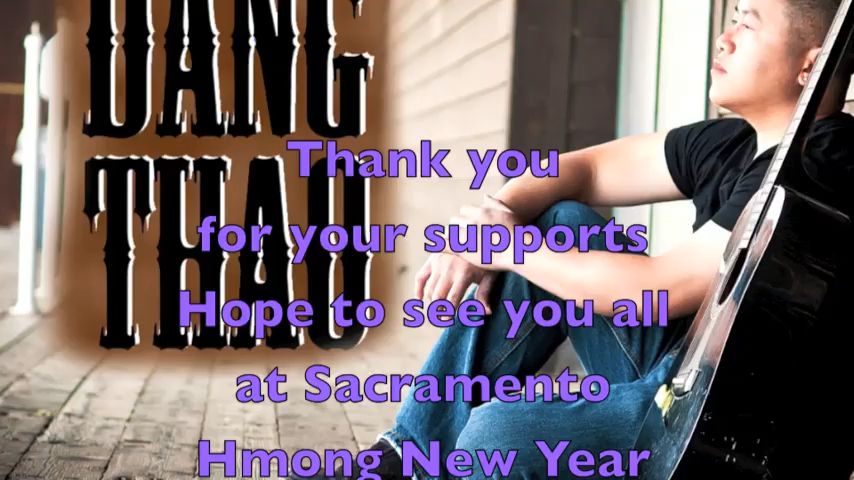 DANG
THAO
Thank you
for your supports
Hope to see you all
at Sacramento
Hmong New Year